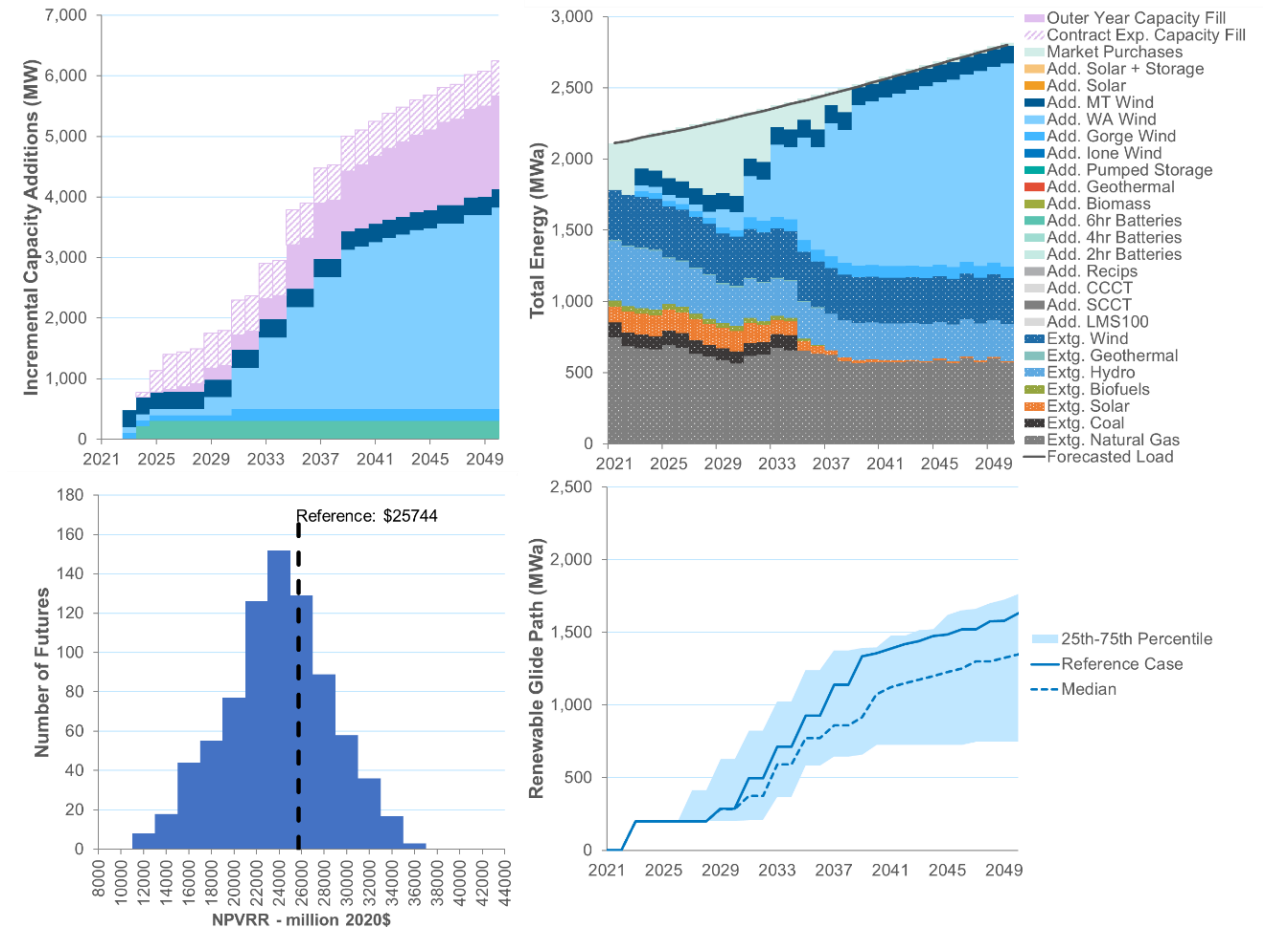 Incremental Capacity Additions (MW)
7,000
6,000
5,000
4,000
3,000
2,000
1,000
0
2021 2025 2029 2033 2037 2041 2045 2049
Total Energy (MWa)
3,000
2,500
2,000
1,500
1,000
500
0
2021 2025 2029 2033 2037 2041 2045 2049
Outer Year Capacity Fill
Contract Exp. Capacity Fill
Market Purchases
Add. Solar + Storage
Add. Solar
Add. MT Wind
Add. WA Wind
Add. Gorge Wind
Add. Ione Wind
Add. Pumped Storage
Add. Geothermal
Add. Biomass
Add. 6hr Batteries
Add. 4hr Batteries
Add. 2hr Batteries
Add. Recips
Add. CCCT
Add. SCCT
Add. LMS100
Extg. Wind
Extg. Geothermal
Extg. Hydro
Extg. Biofuels
Extg. Solar
Extg. Coal
Extg. Natural Gas
Forecasted Load
Number of Futures
180
160
140
120
100
80
60
40
20
0
Reference: $25744
8000 10000 12000 14000 16000 18000 20000 22000 24000 26000 28000 30000 32000 34000 36000 38000 40000 42000 44000
NPVRR - million 2020$
Renewable Glide Path (MWa)
2,500
2,000
1,500
1,000
500
0
2021 2025 2029 2033 2037 2041 2045 2049
25th-75th Percentile
Reference Case
Median